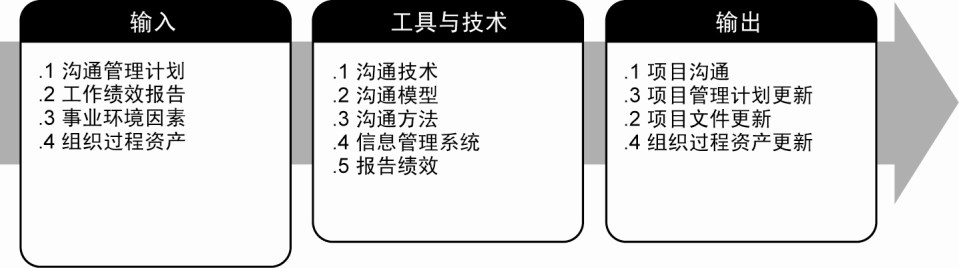 输入
.1 沟通管理计划
.2 工作绩效报告
.3 事业环境因素
.4 组织过程资产
工具与技术
.1 沟通技术
.2 沟通模型
.3 沟通方法
.4 信息管理系统
.5 报告绩效
输出
.1 项目沟通
.3 项目管理计划更新
.2 项目文件更新
.4 组织过程资产更新